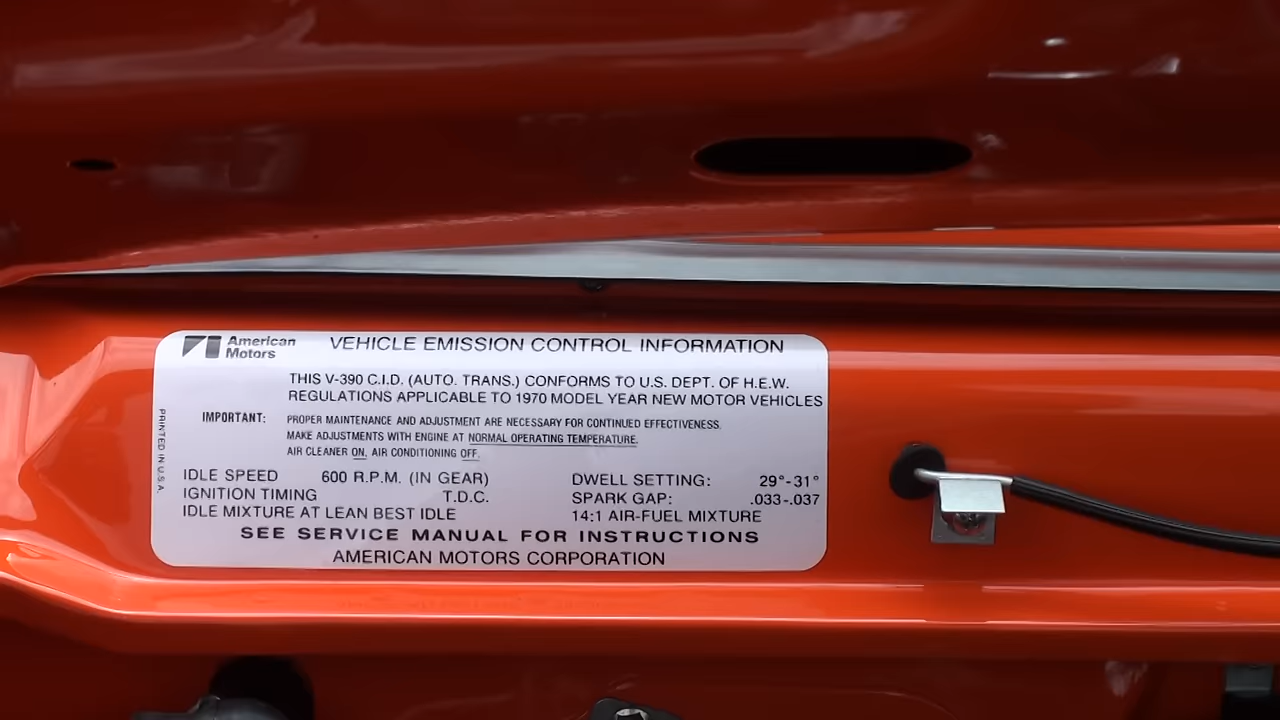 American
Motors
VEHICLE EMISSION CONTROL INFORMATION
THIS V-390 C.I.D. (AUTO. TRANS.) CONFORMS TO U.S. DEPT. OF H.E.W.
REGULATIONS APPLICABLE TO 1970 MODEL YEAR NEW MOTOR VEHICLES
IMPORTANT: PROPER MAINTENANCE AND ADJUSTMENT ARE NECESSARY FOR CONTINUED EFFECTIVENESS.
MAKE ADJUSTMENTS WITH ENGINE AT NORMAL OPERATING TEMPERATURE.
AIR CLEANER ON, AIR CONDITIONING OFF.
PRINTED IN U.S.A.
IDLE SPEED 600 R.P.M. (IN GEAR) DWELL SETTING: 29°-31°
IGNITION TIMING T.D.C. SPARK GAP: .033-.037
IDLE MIXTURE AT LEAN BEST IDLE 14:1 AIR-FUEL MIXTURE
SEE SERVICE MANUAL FOR INSTRUCTIONS
AMERICAN MOTORS CORPORATION